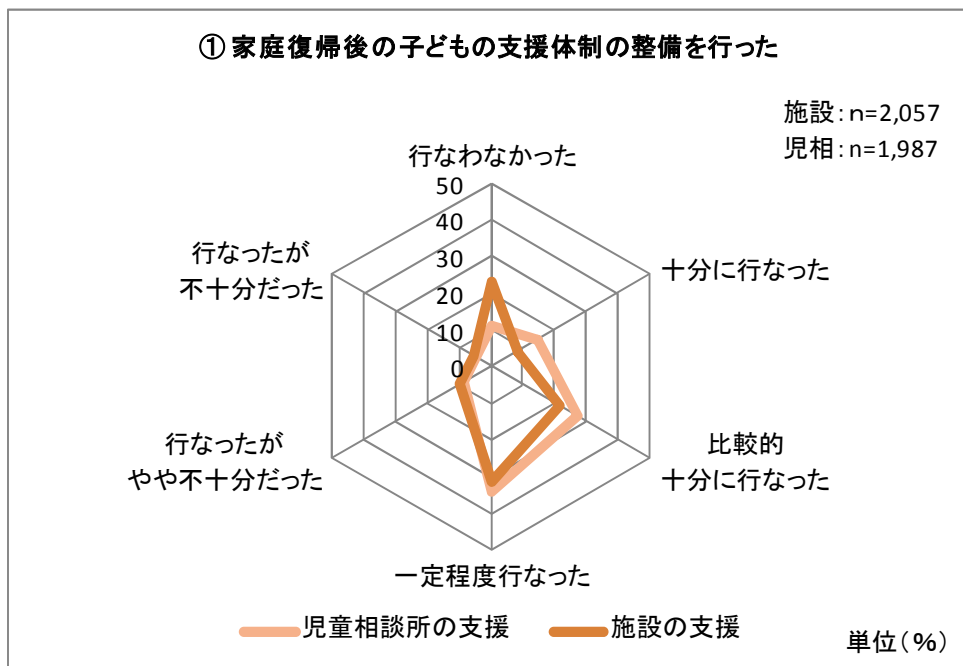 ① 家庭復帰後の子どもの支援体制の整備を行った
施設：n=2,057
児相：n=1,987
行なわなかった
50
40
30
20
10
0
十分に行なった
比較的
十分に行なった
一定程度行なった
行なったが
やや不十分だった
行なったが
不十分だった
児童相談所の支援
施設の支援
単位（％）